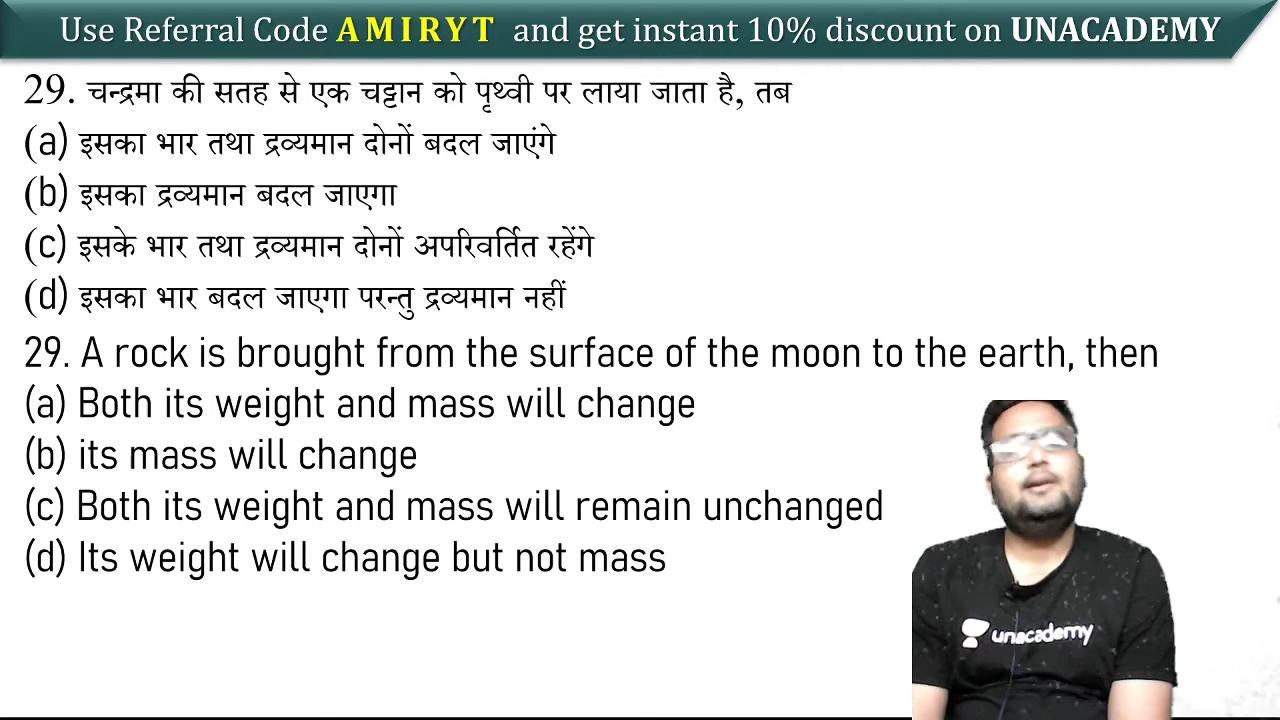 Use Referral Code AMIRYT and get instant 10% discount on UNACADEMY
29. चन्द्रमा की सतह से एक चट्टान को पृथ्वी पर लाया जाता है, तब
(a) इसका भार तथा द्रव्यमान दोनों बदल जाएंगे
(b) इसका द्रव्यमान बदल जाएगा
(c) इसके भार तथा द्रव्यमान दोनों अपरिवर्तित रहेंगे
(d) इसका भार बदल जाएगा परन्तु द्रव्यमान नहीं
29. A rock is brought from the surface of the moon to the earth, then
(a) Both its weight and mass will change
(b) its mass will change
(c) Both its weight and mass will remain unchanged
(d) Its weight will change but not mass
unacademy